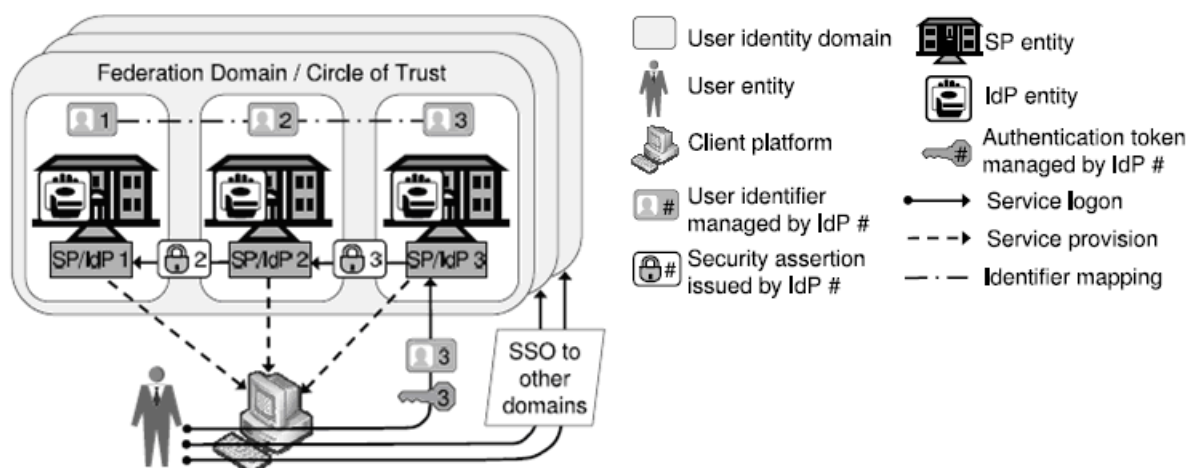 Federation Domain / Circle of Trust
1
2
3
SP/IdP 1
2
SP/IdP 2
3
SP/IdP 3
3
3
SSO to
other
domains
User identity domain
User entity
Client platform
#
User identifier
managed by IdP #
#
Security assertion
issued by IdP #
SP entity
IdP entity
#
Authentication token
managed by IdP #
Service logon
Service provision
Identifier mapping